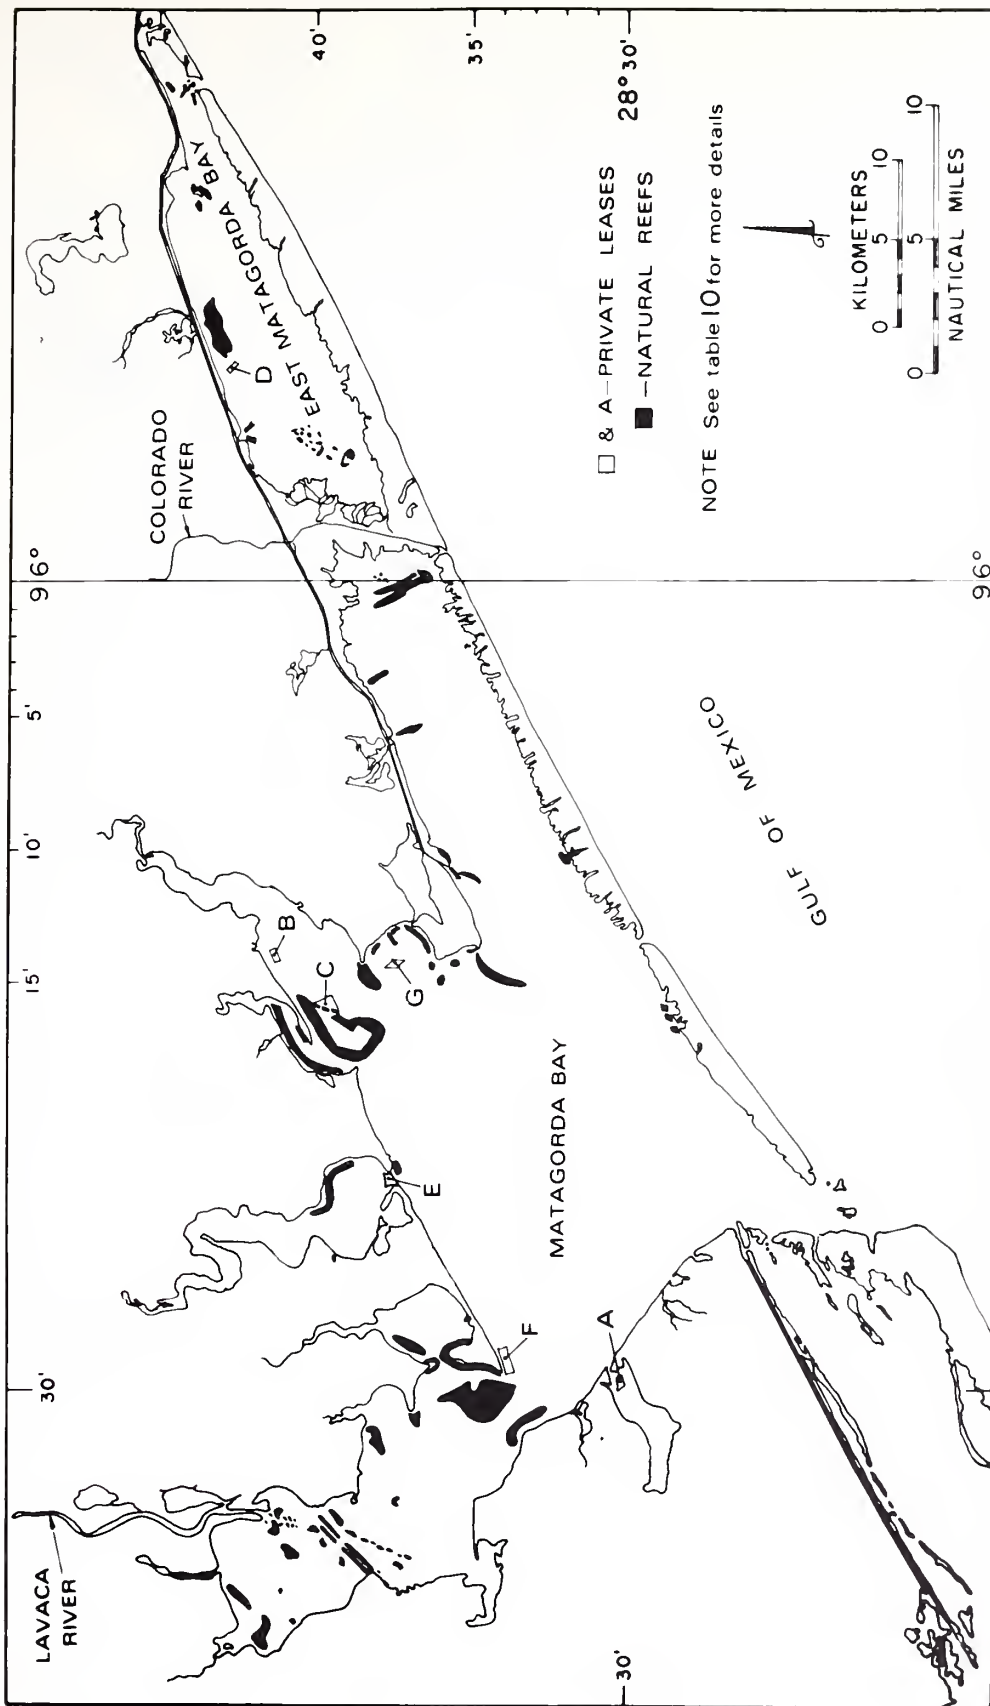 LAVACA
RIVER
30'
15'
10'
5'
96°
COLORADO
RIVER
40'
35'
28°30'
EAST MATAGORDA
BAY
D
B
C
G
E
F
A
MATAGORDA BAY
GULF OF MEXICO
30'
96°
□ & A—PRIVATE LEASES
■ —NATURAL REEFS
NOTE See table 10 for more details
KILOMETERS
0 5 10
0 5 10
NAUTICAL MILES